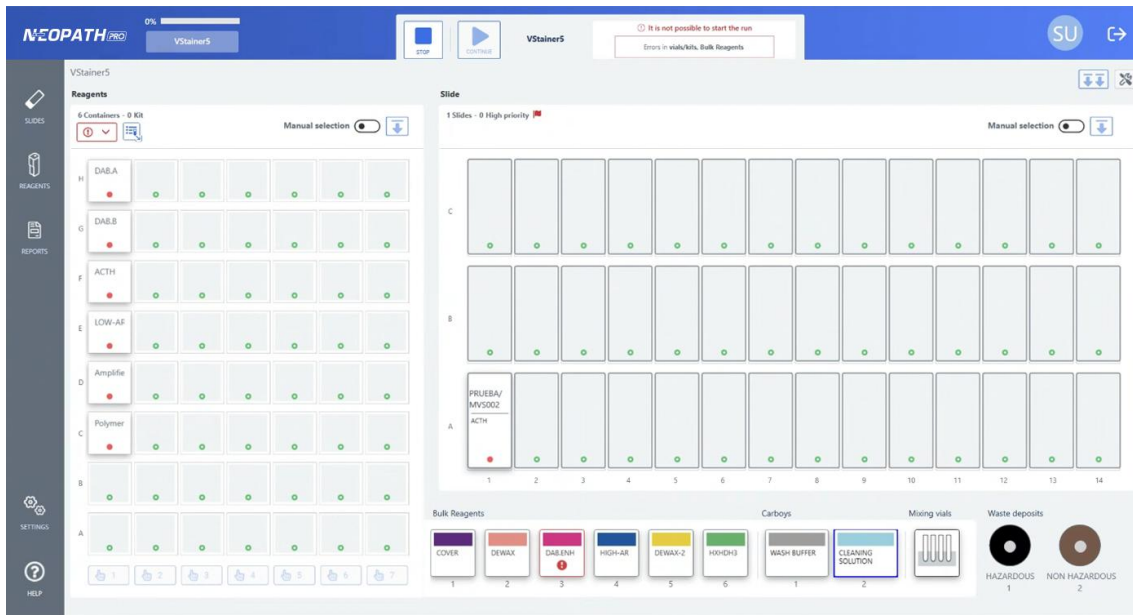 NEOPATH PRO
0%
VStainer5
STOP
CONTINUE
VStainer5
It is not possible to start the run
Errors in vials/kits, Bulk Reagents
SU
SLIDES
REAGENTS
REPORTS
SETTINGS
HELP
VStainer5
Reagents
6 Containers - 0 Kit
Manual selection
H DAB.A
G DAB.B
F ACTH
E LOW-AF
D Amplifie
C Polymer
B
A
1 2 3 4 5 6 7
Slide
1 Slides - 0 High priority
Manual selection
C
B
PRUEBA/
MVS002
A ACTH
1 2 3 4 5 6 7 8 9 10 11 12 13 14
Bulk Reagents
COVER DEWAX DAB.ENH HIGH-AR DEWAX-2 HXHDH3
1 2 3 4 5 6
Carboys
WASH BUFFER
CLEANING
SOLUTION
1 2
Mixing vials
Waste deposits
HAZARDOUS NON HAZARDOUS
1 2